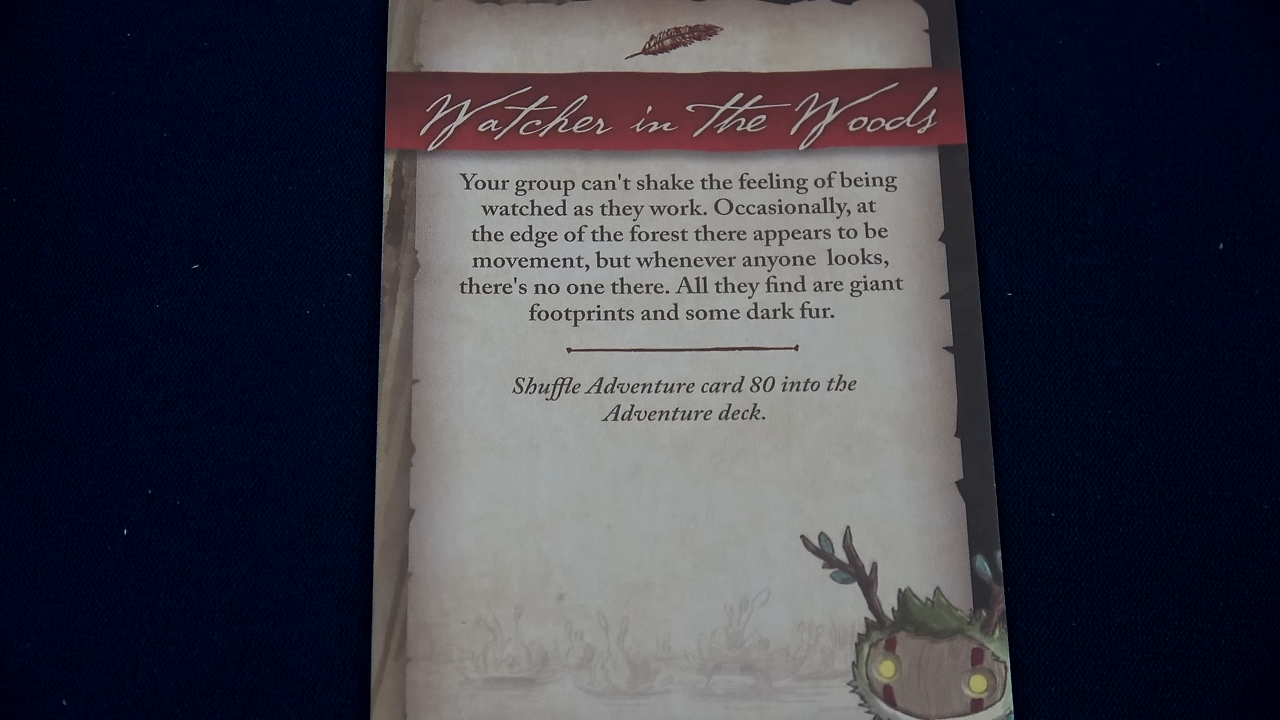 Watcher in The Woods
Your group can't shake the feeling of being
watched as they work. Occasionally, at
the edge of the forest there appears to be
movement, but whenever anyone looks,
there's no one there. All they find are giant
footprints and some dark fur.
Shuffle Adventure card 80 into the
Adventure deck.